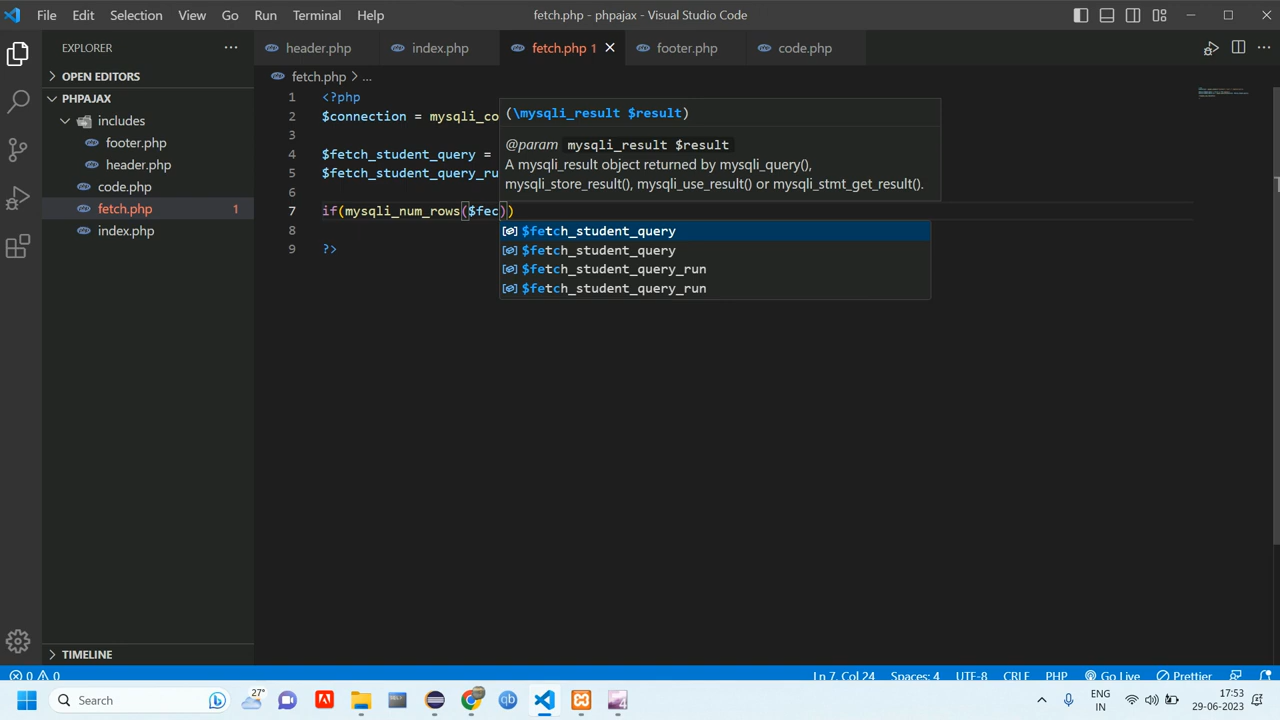 File Edit Selection View Go Run Terminal Help fetch.php - phpajax - Visual Studio Code
EXPLORER
header.php index.php fetch.php 1 footer.php code.php
OPEN EDITORS
fetch.php > ...
PHPAJAX
includes
footer.php
header.php
code.php
fetch.php 1
index.php
1 <?php
2 $connection = mysqli_co
3
4 $fetch_student_query =
5 $fetch_student_query_ru
6
7 if(mysqli_num_rows($fec))
8
9 ?>
(\mysqli_result $result)
@param mysqli_result $result
A mysqli_result object returned by mysqli_query(),
mysqli_store_result(), mysqli_use_result() or mysqli_stmt_get_result().
$fetch_student_query
$fetch_student_query
$fetch_student_query_run
$fetch_student_query_run
TIMELINE
0 0 Ln 7, Col 24 Spaces: 4 UTF-8 CRLF PHP Go Live Prettier
Search 27° ENG 17:53
IN 29-06-2023